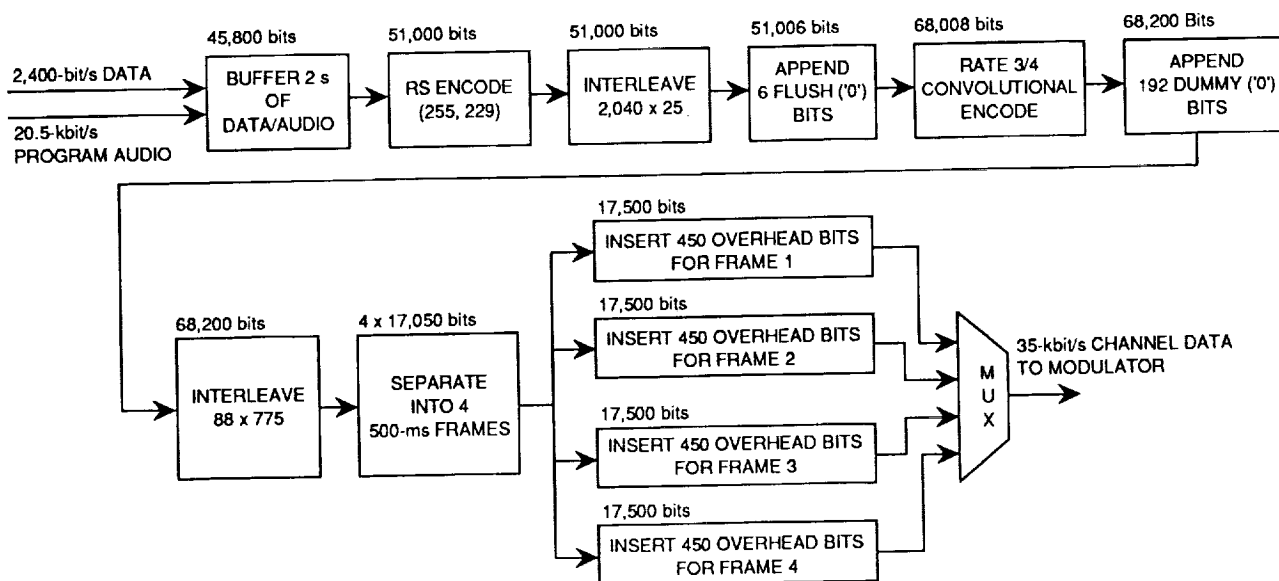 2,400-bit/s DATA
20.5-kbit/s
PROGRAM AUDIO
45,800 bits
BUFFER 2 s
OF
DATA/AUDIO
51,000 bits
RS ENCODE
(255, 229)
51,000 bits
INTERLEAVE
2,040 x 25
51,006 bits
APPEND
6 FLUSH ('0')
BITS
68,008 bits
RATE 3/4
CONVOLUTIONAL
ENCODE
68,200 Bits
APPEND
192 DUMMY ('0')
BITS
68,200 bits
INTERLEAVE
88 x 775
4 x 17,050 bits
SEPARATE
INTO 4
500-ms FRAMES
17,500 bits
INSERT 450 OVERHEAD BITS
FOR FRAME 1
17,500 bits
INSERT 450 OVERHEAD BITS
FOR FRAME 2
17,500 bits
INSERT 450 OVERHEAD BITS
FOR FRAME 3
17,500 bits
INSERT 450 OVERHEAD BITS
FOR FRAME 4
M
U
X
35-kbit/s CHANNEL DATA
TO MODULATOR